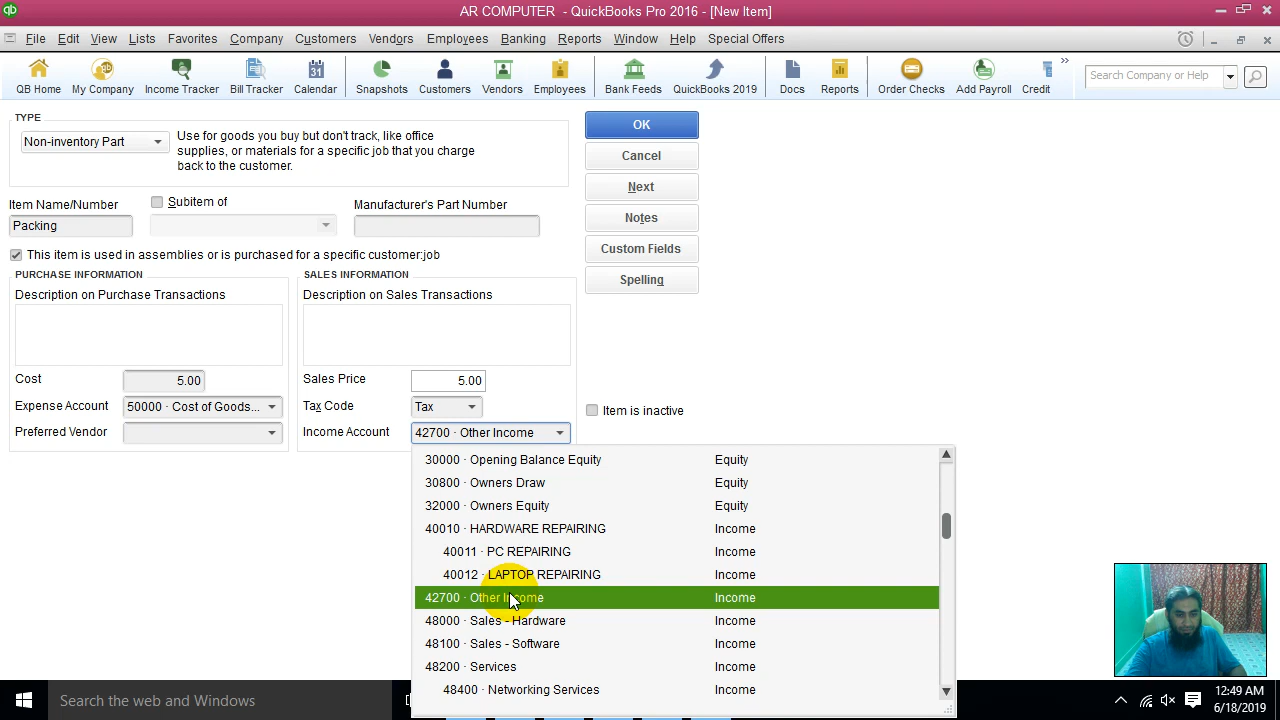 qb AR COMPUTER - QuickBooks Pro 2016 - [New Item]
File Edit View Lists Favorites Company Customers Vendors Employees Banking Reports Window Help Special Offers
QB Home My Company Income Tracker Bill Tracker 31 Calendar Snapshots Customers Vendors Employees Bank Feeds QuickBooks 2019 Docs Reports Order Checks Add Payroll Credit Search Company or Help
TYPE
Non-inventory Part
Use for goods you buy but don't track, like office
supplies, or materials for a specific job that you charge
back to the customer.
OK
Cancel
Next
Notes
Custom Fields
Spelling
Item Name/Number Subitem of Manufacturer's Part Number
Packing
This item is used in assemblies or is purchased for a specific customer:job
PURCHASE INFORMATION
Description on Purchase Transactions
Cost 5.00
Expense Account 50000 · Cost of Goods...
Preferred Vendor
SALES INFORMATION
Description on Sales Transactions
Sales Price 5.00
Tax Code Tax
Income Account 42700 · Other Income
Item is inactive
30000 · Opening Balance Equity Equity
30800 · Owners Draw Equity
32000 · Owners Equity Equity
40010 · HARDWARE REPAIRING Income
40011 · PC REPAIRING Income
40012 · LAPTOP REPAIRING Income
42700 · Other Income Income
48000 · Sales - Hardware Income
48100 · Sales - Software Income
48200 · Services Income
48400 · Networking Services Income
Search the web and Windows
12:49 AM
6/18/2019